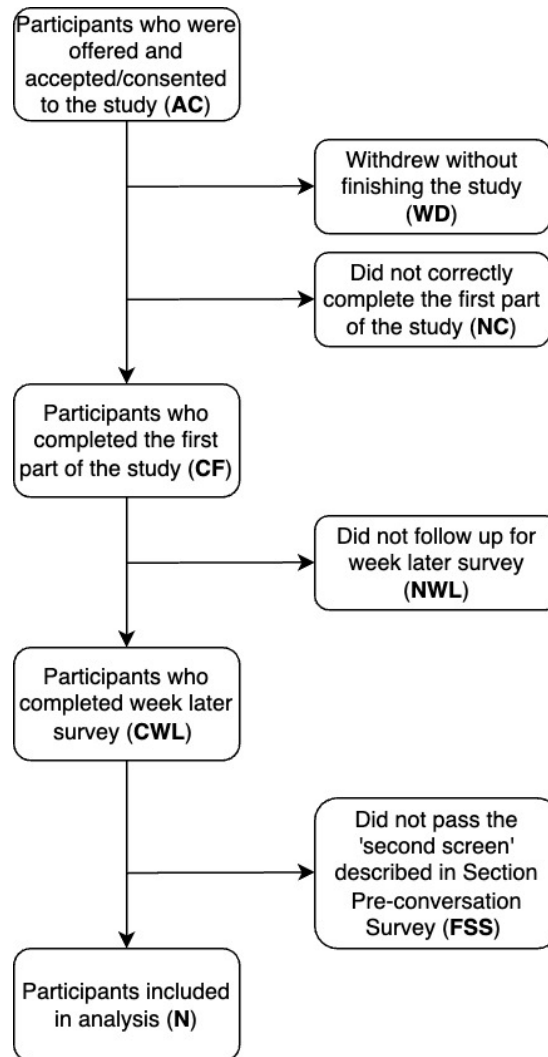 Participants who were
offered and
accepted/consented
to the study (AC)
Withdrew without
finishing the study
(WD)
Did not correctly
complete the first part
of the study (NC)
Participants who
completed the first
part of the study (CF)
Did not follow up for
week later survey
(NWL)
Participants who
completed week later
survey (CWL)
Did not pass the
'second screen'
described in Section
Pre-conversation
Survey (FSS)
Participants included
in analysis (N)